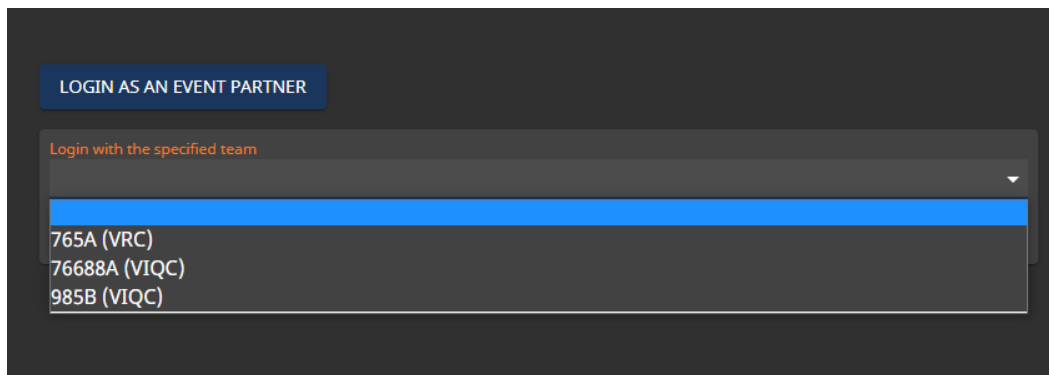 LOGIN AS AN EVENT PARTNER
Login with the specified team
765A (VRC)
76688A (VIQC)
985B (VIQC)